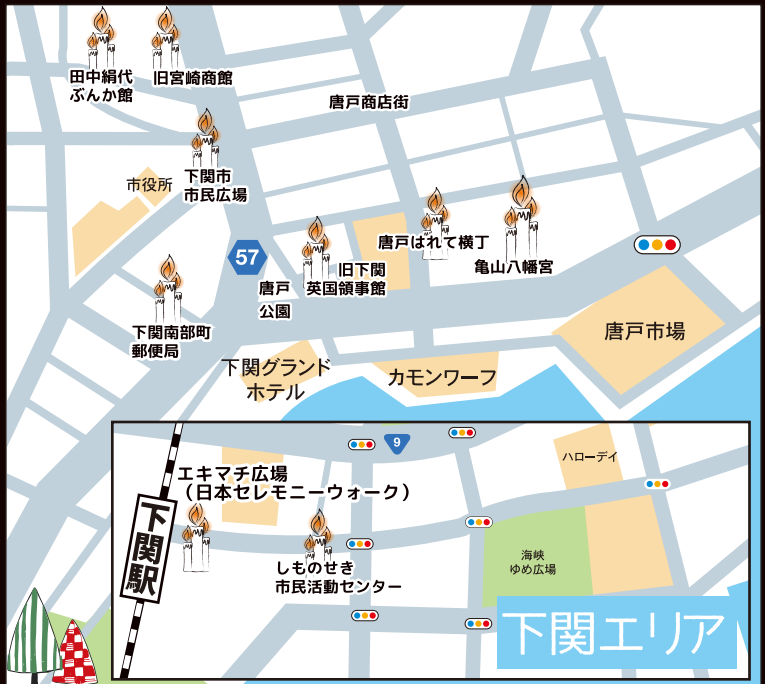 田中絹代
ぶんか館
旧宮崎商館
唐戸商店街
下関市
市民広場
市役所
唐戸はれて横丁
亀山八幡宮
57
旧下関
英国領事館
唐戸
公園
下関南部町
郵便局
唐戸市場
下関グランド
ホテル
カモンワーフ
9
ハローデイ
エキマチ広場
（日本セレモニーウォーク）
下関駅
しものせき
市民活動センター
海峡
ゆめ広場
下関エリア